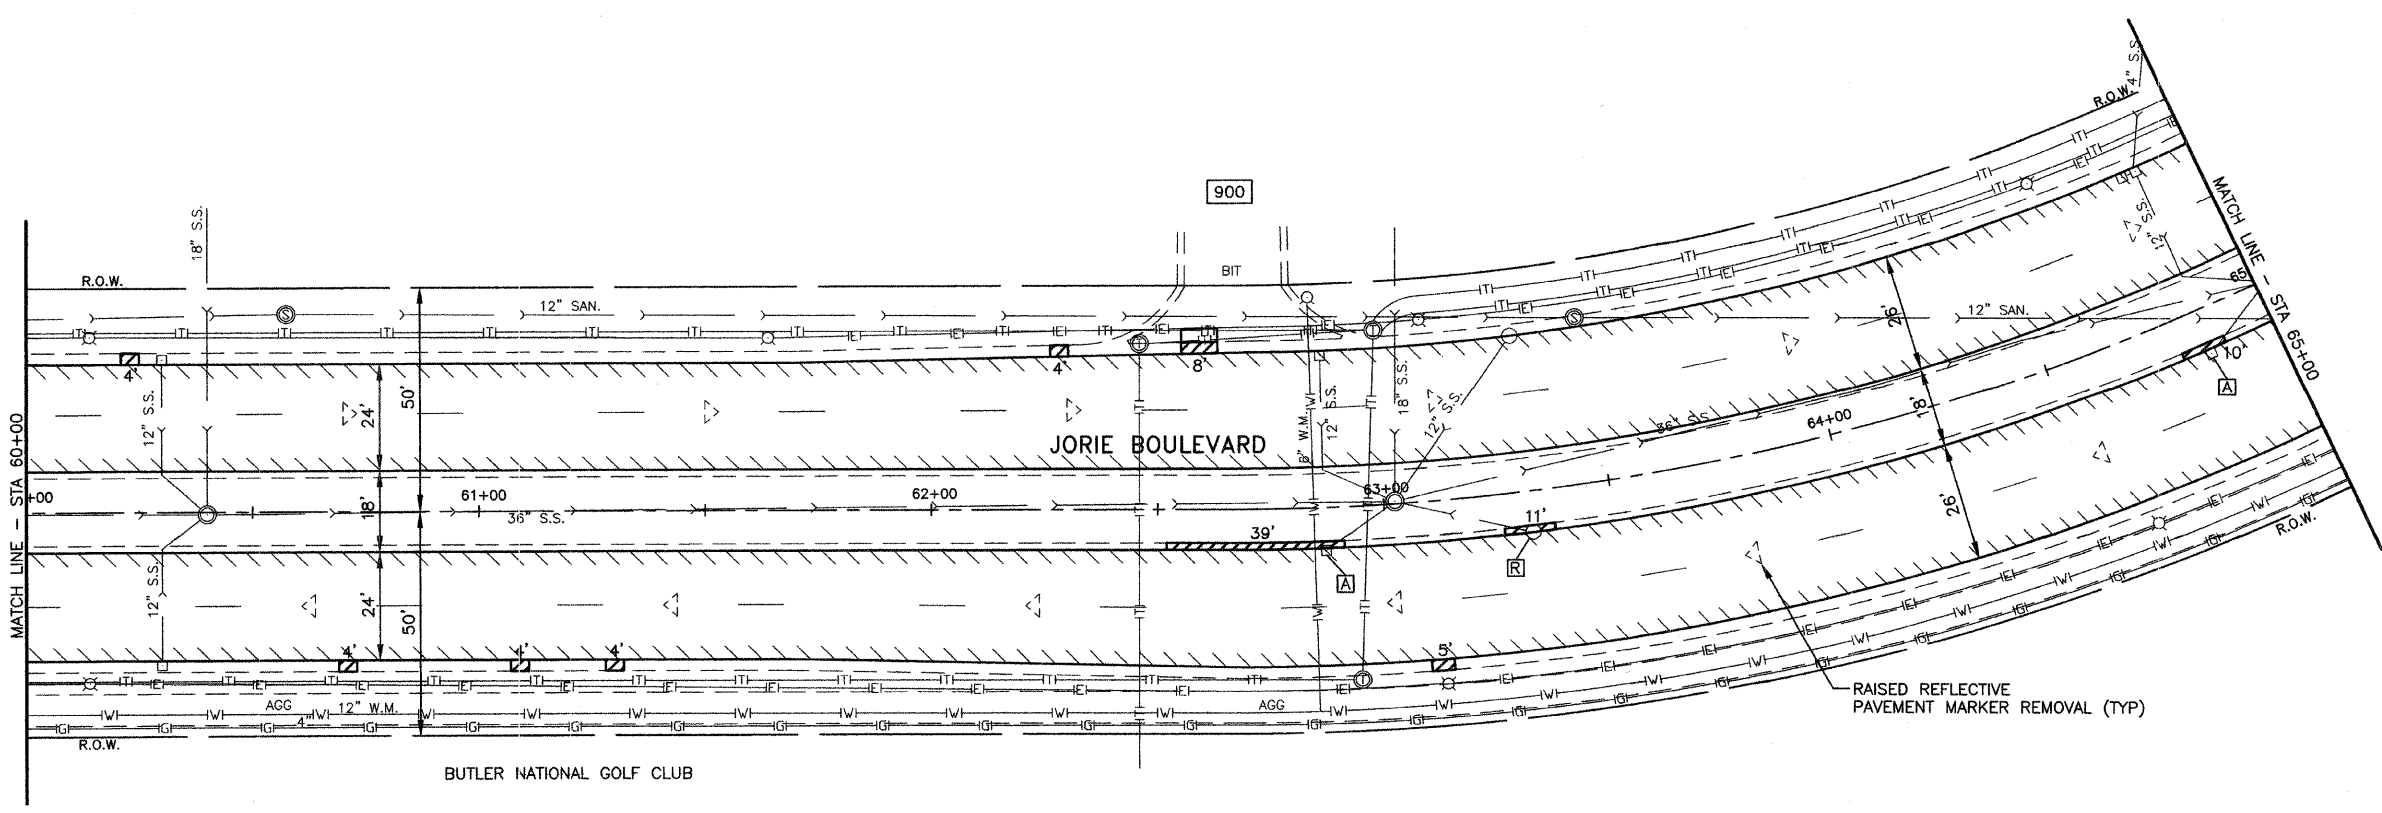 4" S.S.
R.O.W.
MATCH LINE - STA 65+00
900
18" S.S.
BIT
R.O.W.
12" SAN.
12" SAN.
12" S.S.
65
26'
4'
4'
8'
50'
24'
12" S.S.
8" W.M.
12" S.S.
18" S.S.
12" S.S.
36" S.S.
64+00
18'
10'
A
JORIE BOULEVARD
MATCH LINE - STA 60+00
+00
61+00
62+00
63+00
18'
36" S.S.
39'
11'
26'
A
R
12" S.S.
24'
50'
4'
4'
4'
5'
R.O.W.
AGG
12" W.M.
4"
AGG
R.O.W.
RAISED REFLECTIVE
PAVEMENT MARKER REMOVAL (TYP)
BUTLER NATIONAL GOLF CLUB